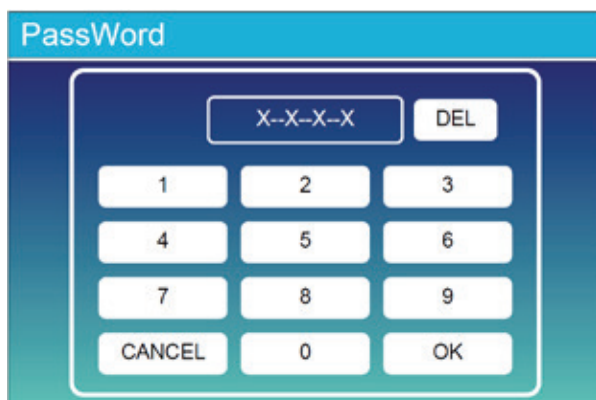 PassWord
X--X--X--X DEL
1 2 3
4 5 6
7 8 9
CANCEL 0 OK